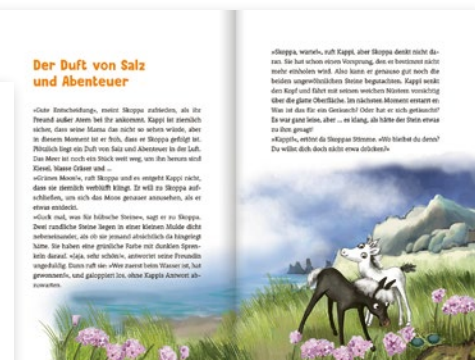 Der Duft von Salz
und Abenteuer
»Gute Entscheidung«, meint Skoppa zufrieden, als ihr
Freund außer Atem bei ihr ankommt. Kappi ist ziemlich
sicher, dass seine Mama das nicht so sehen würde, aber
in diesem Moment ist er froh, dass er Skoppa gefolgt ist.
Plötzlich liegt ein Duft von Salz und Abenteuer in der Luft.
Das Meer ist noch ein Stück weit weg, um ihn herum sind
Kiesel, blasse Gräser und ...
»Grünes Moos!«, ruft Skoppa und es entgeht Kappi nicht,
dass sie ziemlich verblüfft klingt. Er will zu Skoppa auf-
schließen, um sich das Moos genauer anzusehen, als er
etwas entdeckt.
»Guck mal, was für hübsche Steine«, sagt er zu Skoppa.
Zwei rundliche Steine liegen in einer kleinen Mulde dicht
nebeneinander, als ob sie jemand absichtlich da hingelegt
hätte. Sie haben eine grünliche Farbe mit dunklen Spren-
keln darauf. »Jaja, sehr schön!«, antwortet seine Freundin
ungeduldig. Dann ruft sie: »Wer zuerst beim Wasser ist, hat
gewonnen!«, und galoppiert los, ohne Kappis Antwort ab-
zuwarten.
»Skoppa, warte!«, ruft Kappi, aber Skoppa denkt nicht da-
ran. Sie hat schon einen Vorsprung, den er bestimmt nicht
mehr einholen wird. Also kann er genauso gut noch die
beiden ungewöhnlichen Steine begutachten. Kappi senkt
den Kopf und fährt mit seinen weichen Nüstern vorsichtig
über die glatte Oberfläche. Im nächsten Moment erstarrt er:
Was ist das für ein Geräusch? Oder hat er sich getäuscht?
Es war ganz leise, aber ... es klang, als hätte der Stein etwas
zu ihm gesagt!
»Kappi!«, ertönt da Skoppas Stimme. »Wo bleibst du denn?
Du willst dich doch nicht etwa drücken?«